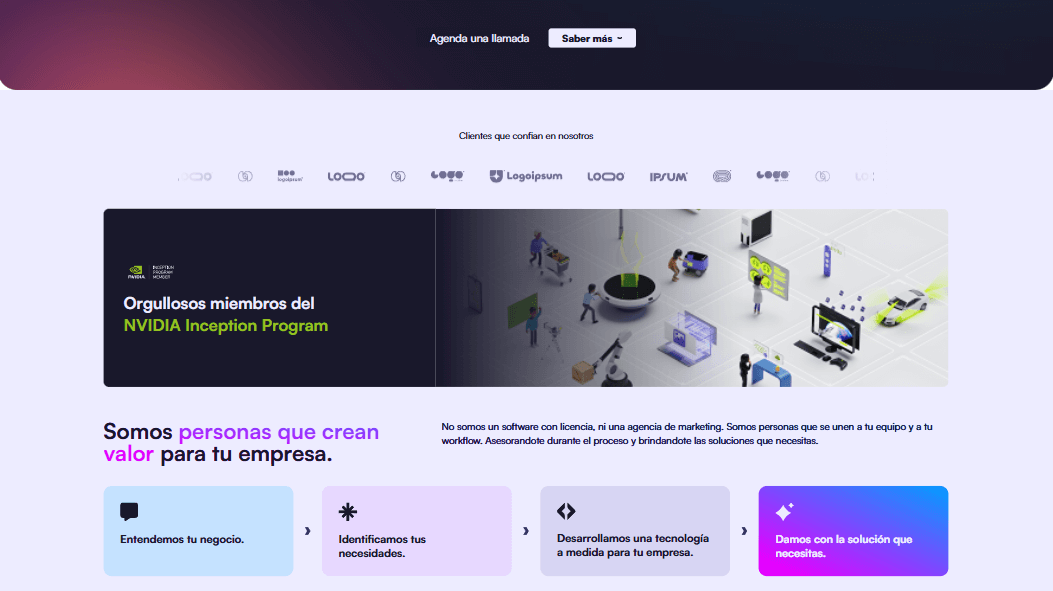 Agenda una llamada
Saber más
Clientes que confían en nosotros
LOGO
logoipsum
LOGO
LOGO
Logoipsum
LOGO
IPSUM
LOGO
NVIDIA
INCEPTION
PROGRAM
MEMBER
Orgullosos miembros del
NVIDIA Inception Program
Somos personas que crean
valor para tu empresa.
No somos un software con licencia, ni una agencia de marketing. Somos personas que se unen a tu equipo y a tu
workflow. Asesorandote durante el proceso y brindandote las soluciones que necesitas.
Entendemos tu negocio.
Identificamos tus
necesidades.
Desarrollamos una tecnología
a medida para tu empresa.
Damos con la solución que
necesitas.